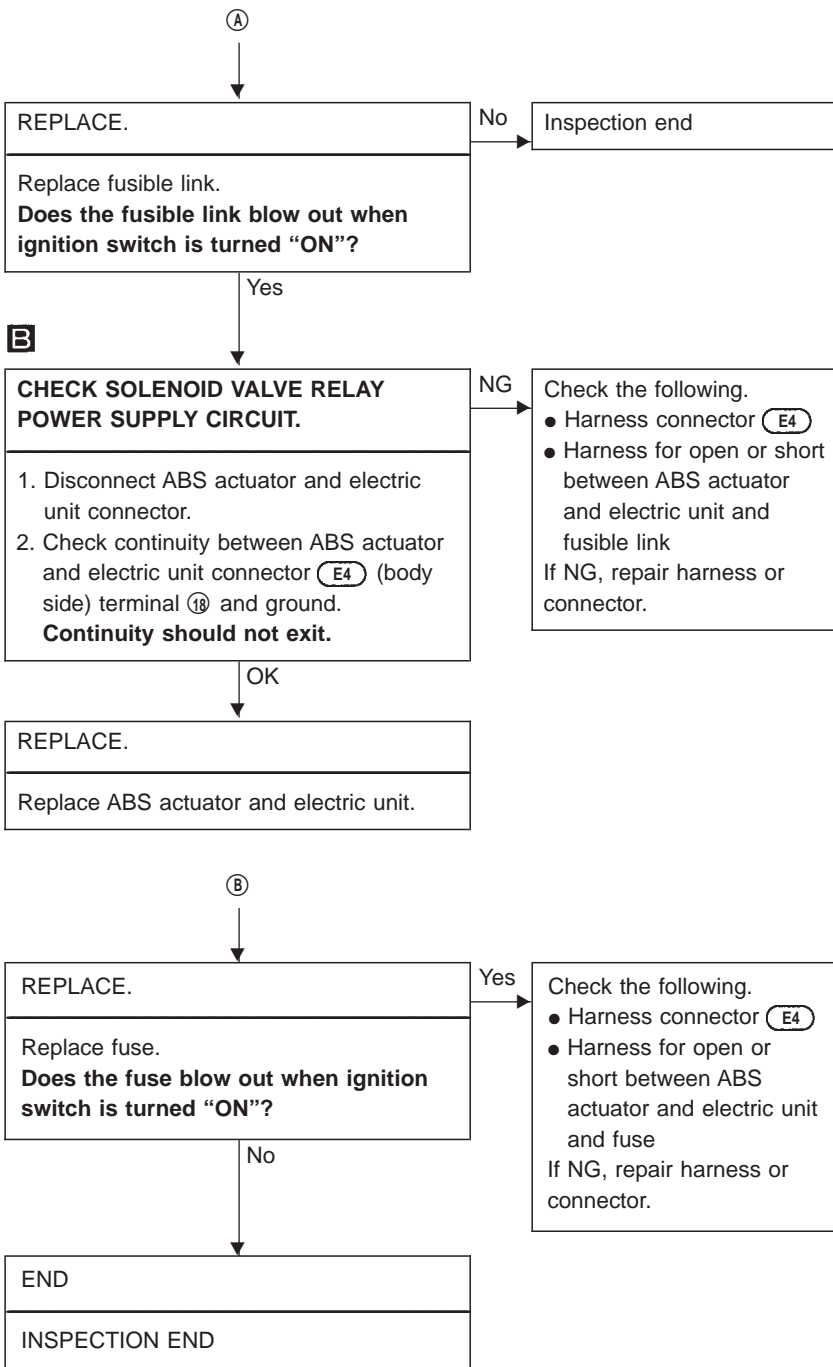 Ⓐ
REPLACE.
Replace fusible link.
Does the fusible link blow out when
ignition switch is turned “ON”?
No
Inspection end
Yes
B
CHECK SOLENOID VALVE RELAY
POWER SUPPLY CIRCUIT.
1. Disconnect ABS actuator and electric
unit connector.
2. Check continuity between ABS actuator
and electric unit connector E4 (body
side) terminal ⑱ and ground.
Continuity should not exit.
NG
Check the following.
● Harness connector E4
● Harness for open or short
between ABS actuator
and electric unit and
fusible link
If NG, repair harness or
connector.
OK
REPLACE.
Replace ABS actuator and electric unit.
Ⓑ
REPLACE.
Replace fuse.
Does the fuse blow out when ignition
switch is turned “ON”?
Yes
Check the following.
● Harness connector E4
● Harness for open or
short between ABS
actuator and electric unit
and fuse
If NG, repair harness or
connector.
No
END
INSPECTION END